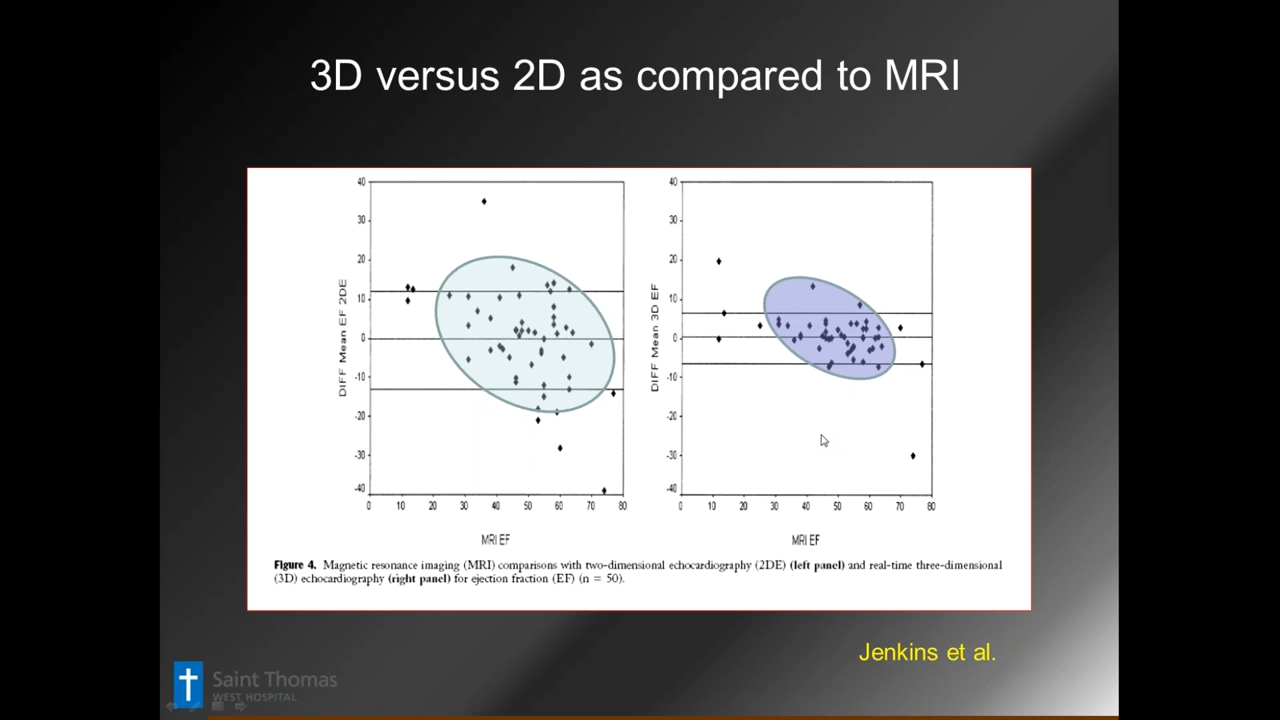 3D versus 2D as compared to MRI
40
30
20
10
0
-10
-20
-30
-40
DIFF Mean EF 2DE
0 10 20 30 40 50 60 70 80
MRI EF
40
30
20
10
0
-10
-20
-30
-40
DIFF Mean 3D EF
0 10 20 30 40 50 60 70 80
MRI EF
Figure 4. Magnetic resonance imaging (MRI) comparisons with two-dimensional echocardiography (2DE) (left panel) and real-time three-dimensional
(3D) echocardiography (right panel) for ejection fraction (EF) (n = 50).
Jenkins et al.
Saint Thomas
WEST HOSPITAL